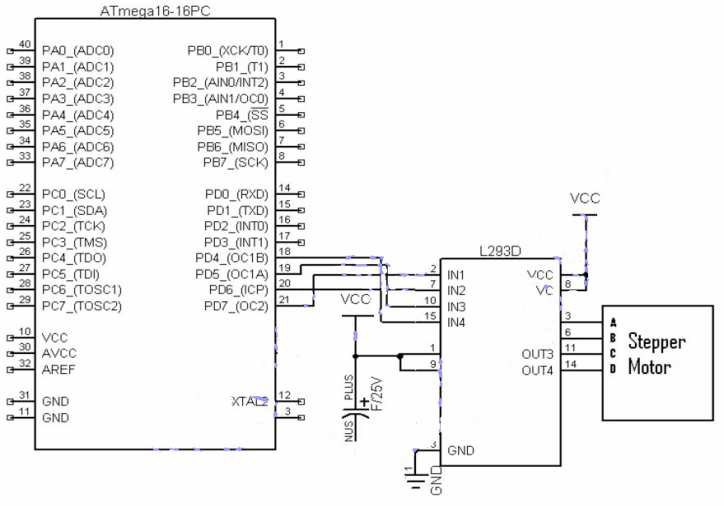 ATmega16-16PC
40 PA0_(ADC0) PB0_(XCK/T0) 1
39 PA1_(ADC1) PB1_(T1) 2
38 PA2_(ADC2) PB2_(AIN0/INT2) 3
37 PA3_(ADC3) PB3_(AIN1/OC0) 4
36 PA4_(ADC4) PB4_(SS 5
35 PA5_(ADC5) PB5_(MOSI) 6
34 PA6_(ADC6) PB6_(MISO) 7
33 PA7_(ADC7) PB7_(SCK) 8
22 PC0_(SCL) PD0_(RXD) 14
23 PC1_(SDA) PD1_(TXD) 15
24 PC2_(TCK) PD2_(INT0) 16
25 PC3_(TMS) PD3_(INT1) 17
26 PC4_(TDO) PD4_(OC1B) 18
27 PC5_(TDI) PD5_(OC1A) 19
28 PC6_(TOSC1) PD6_(ICP) 20
29 PC7_(TOSC2) PD7_(OC2) 21
10 VCC
30 AVCC
32 AREF
31 GND XTAL2 12
11 GND 3
VCC
PLUS
+
F/25V
NUS
VCC
L293D
2 IN1 VCC
7 IN2 VC 8
10 IN3
15 IN4
3
6
1 OUT3 11
9 OUT4 14
3 GND
1
GND
A
B
C
D
Stepper
Motor